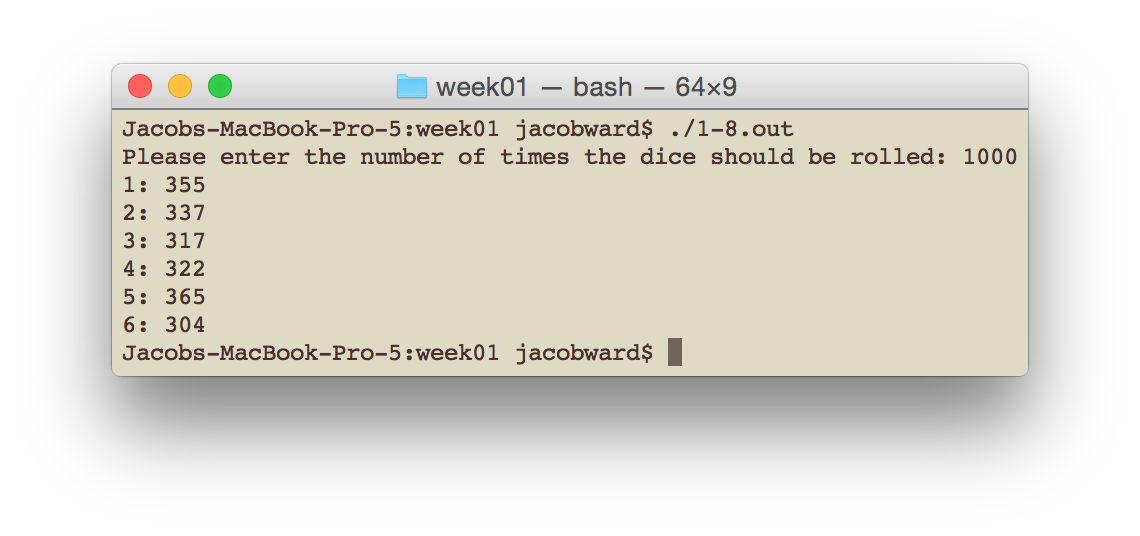 week01 — bash — 64×9
Jacobs-MacBook-Pro-5:week01 jacobward$ ./1-8.out
Please enter the number of times the dice should be rolled: 1000
1: 355
2: 337
3: 317
4: 322
5: 365
6: 304
Jacobs-MacBook-Pro-5:week01 jacobward$